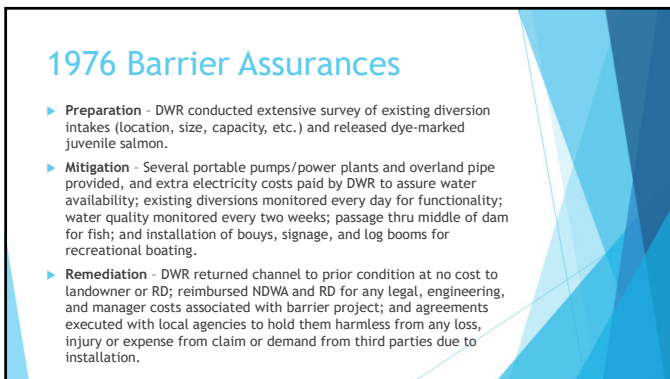 1976 Barrier Assurances
Preparation - DWR conducted extensive survey of existing diversion
intakes (location, size, capacity, etc.) and released dye-marked
juvenile salmon.
Mitigation - Several portable pumps/power plants and overland pipe
provided, and extra electricity costs paid by DWR to assure water
availability; existing diversions monitored every day for functionality;
water quality monitored every two weeks; passage thru middle of dam
for fish; and installation of bouys, signage, and log booms for
recreational boating.
Remediation - DWR returned channel to prior condition at no cost to
landowner or RD; reimbursed NDWA and RD for any legal, engineering,
and manager costs associated with barrier project; and agreements
executed with local agencies to hold them harmless from any loss,
injury or expense from claim or demand from third parties due to
installation.